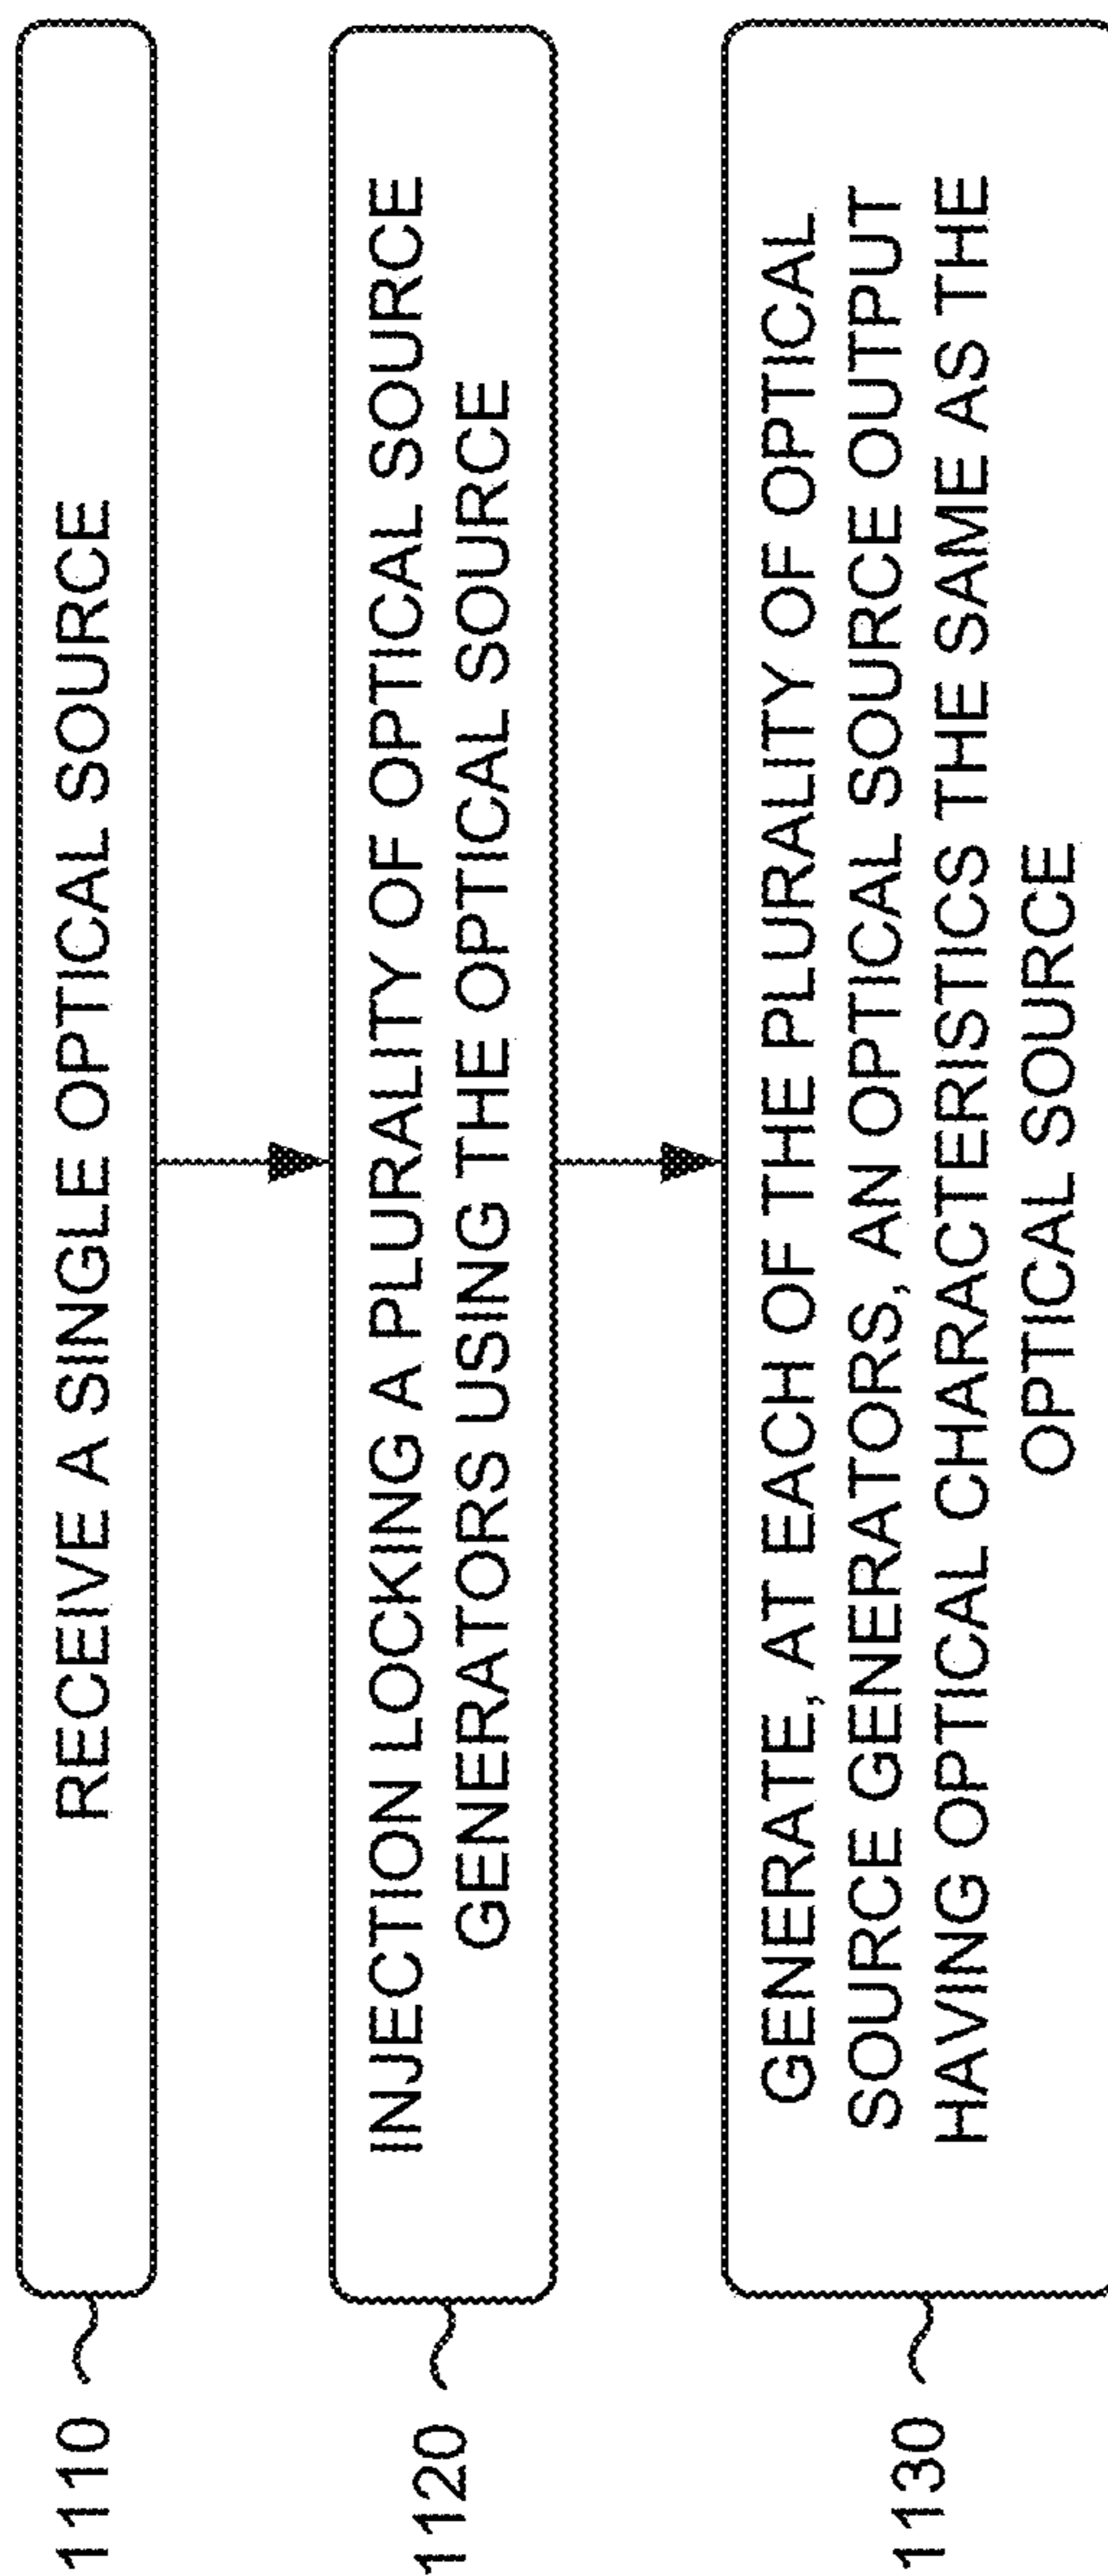 1110
RECEIVE A SINGLE OPTICAL SOURCE
1120
INJECTION LOCKING A PLURALITY OF OPTICAL SOURCE
GENERATORS USING THE OPTICAL SOURCE
1130
GENERATE, AT EACH OF THE PLURALITY OF OPTICAL
SOURCE GENERATORS, AN OPTICAL SOURCE OUTPUT
HAVING OPTICAL CHARACTERISTICS THE SAME AS THE
OPTICAL SOURCE